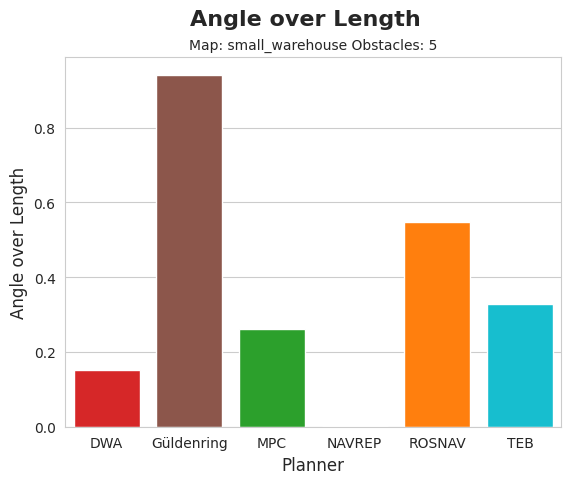 Angle over Length
Map: small_warehouse Obstacles: 5
Angle over Length
0.8
0.6
0.4
0.2
0.0
DWA Güldenring MPC NAVREP ROSNAV TEB
Planner